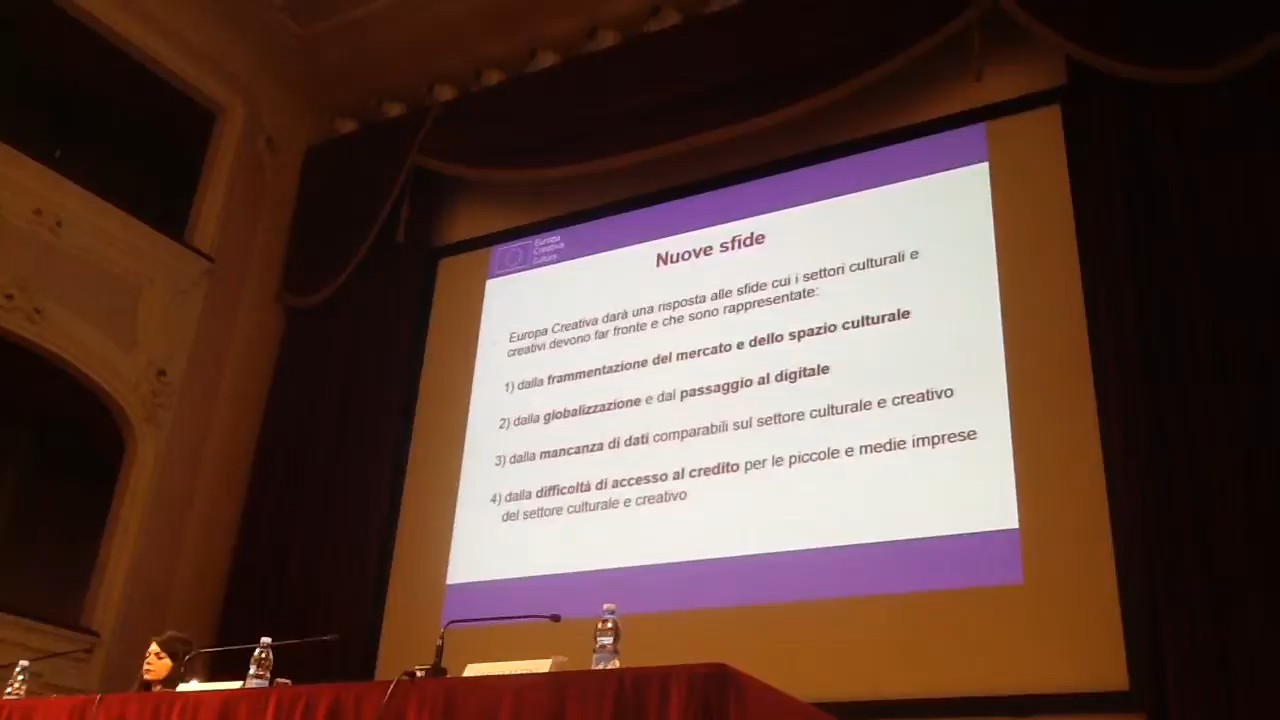 Europa
Creativa
Cultura
Nuove sfide
Europa Creativa darà una risposta alle sfide cui i settori culturali e
creativi devono far fronte e che sono rappresentate:
1) dalla frammentazione del mercato e dello spazio culturale
2) dalla globalizzazione e dal passaggio al digitale
3) dalla mancanza di dati comparabili sul settore culturale e creativo
4) dalla difficoltà di accesso al credito per le piccole e medie imprese
del settore culturale e creativo